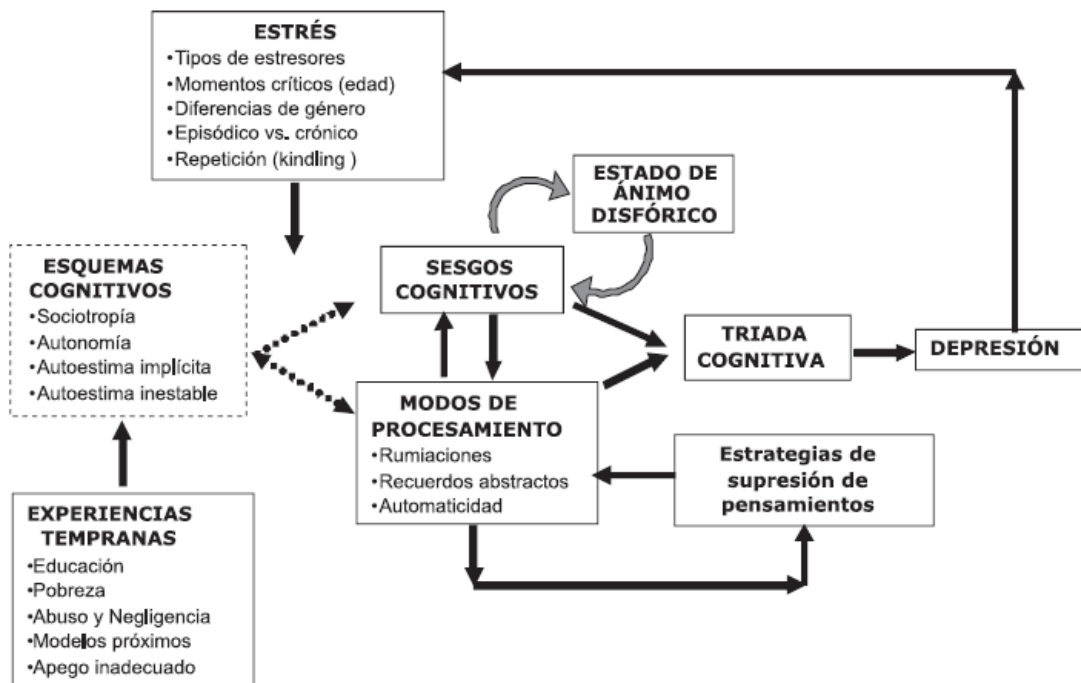 ESTRÉS
•Tipos de estresores
•Momentos críticos (edad)
•Diferencias de género
•Episódico vs. crónico
•Repetición (kindling )
ESTADO DE
ÁNIMO
DISFÓRICO
ESQUEMAS
COGNITIVOS
•Sociotropía
•Autonomía
•Autoestima implícita
•Autoestima inestable
SESGOS
COGNITIVOS
TRIADA
COGNITIVA
DEPRESIÓN
MODOS DE
PROCESAMIENTO
•Rumiaciones
•Recuerdos abstractos
•Automaticidad
Estrategias de
supresión de
pensamientos
EXPERIENCIAS
TEMPRANAS
•Educación
•Pobreza
•Abuso y Negligencia
•Modelos próximos
•Apego inadecuado